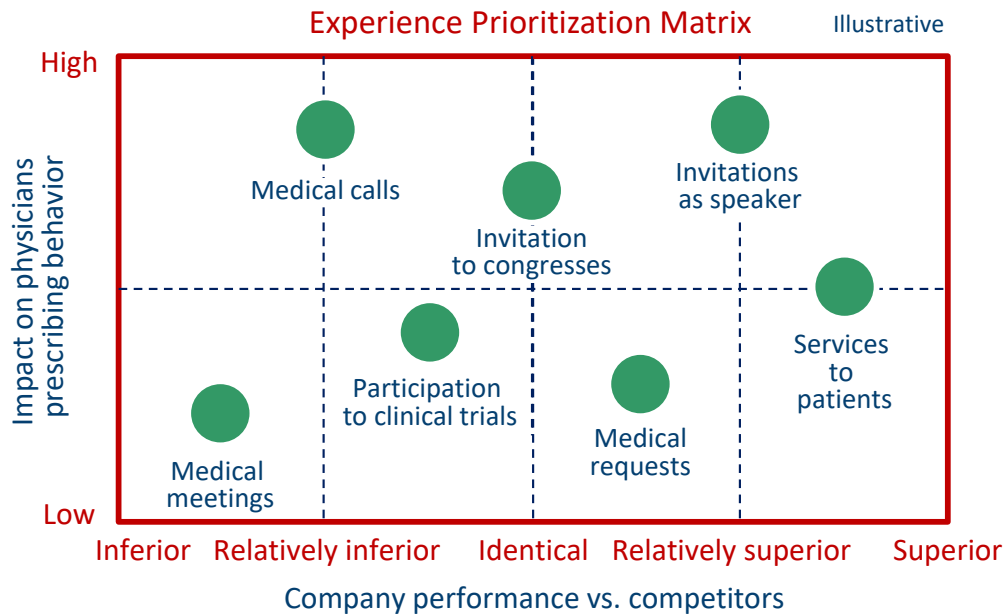 Experience Prioritization Matrix
Illustrative
High
Impact on physicians
prescribing behavior
Medical calls
Invitation
to congresses
Invitations
as speaker
Participation
to clinical trials
Services
to
patients
Medical
meetings
Medical
requests
Low
Inferior
Relatively inferior
Identical
Relatively superior
Superior
Company performance vs. competitors